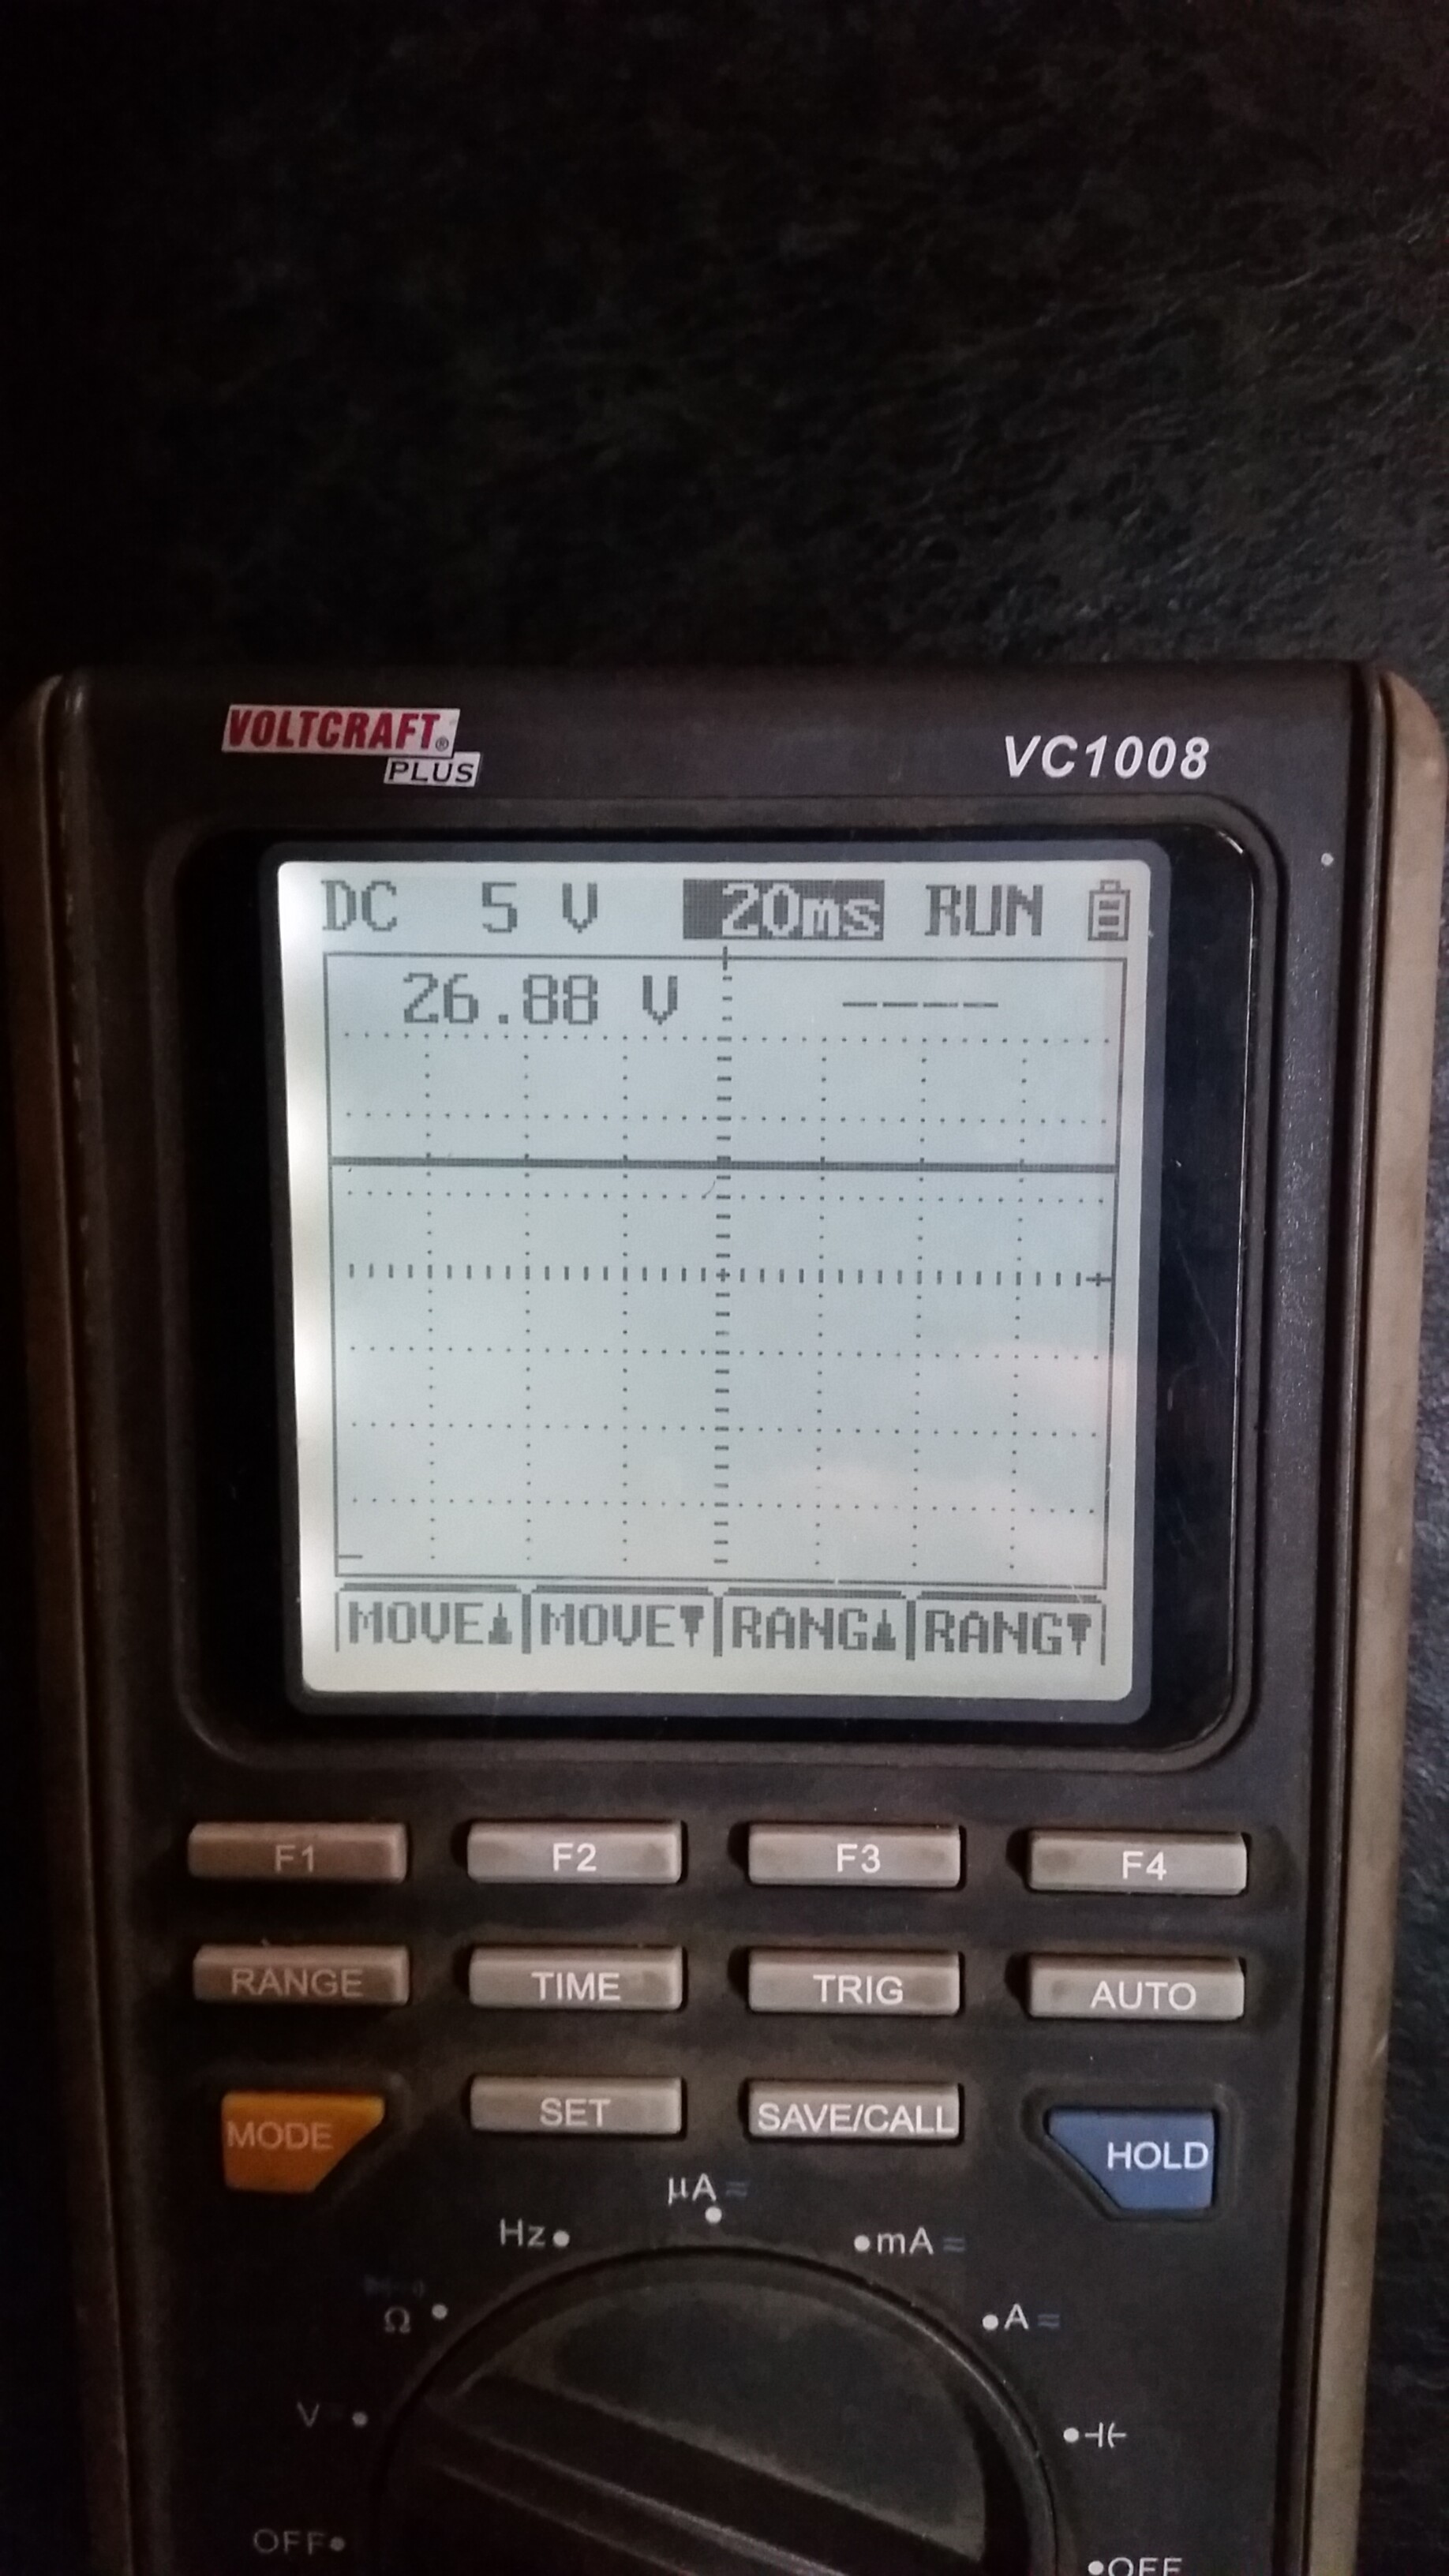 VOLTCRAFT®
PLUS
VC1008
DC 5 V 20ms RUN
26.88 V ----
MOVE▲ MOVE▼ RANG▲ RANG▼
F1 F2 F3 F4
RANGE TIME TRIG AUTO
MODE SET SAVE/CALL HOLD
Hz µA mA
Ω A
V
OFF OFF